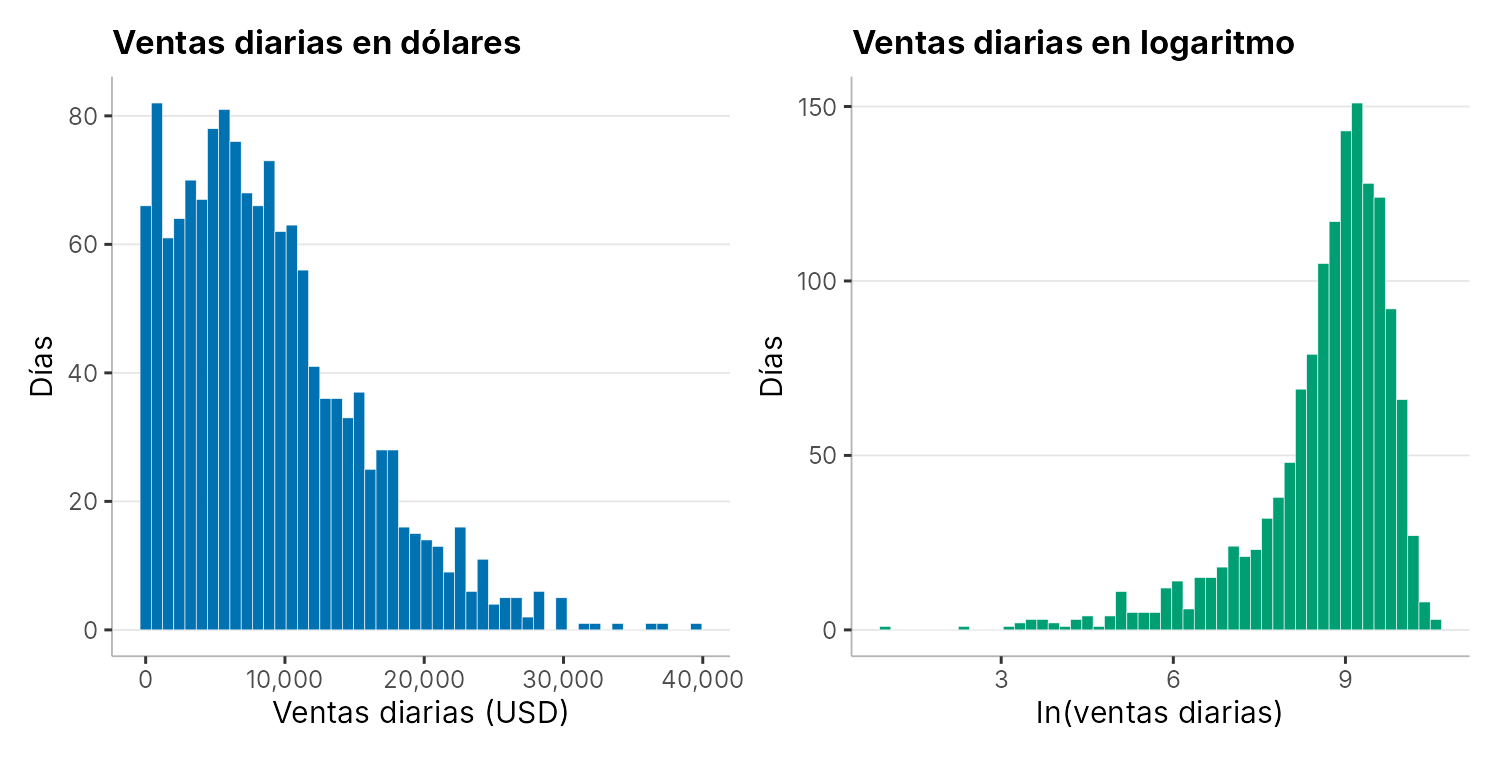 Ventas diarias en dólares
80
60
40
20
0
Días
0 10,000 20,000 30,000 40,000
Ventas diarias (USD)
Ventas diarias en logaritmo
150
100
50
0
Días
3 6 9
ln(ventas diarias)